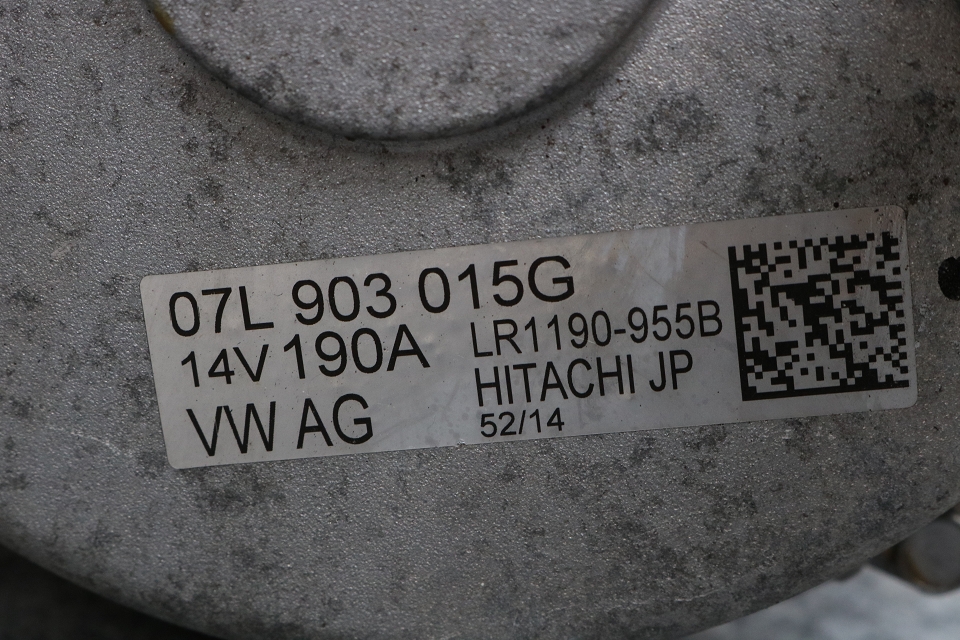 07L 903 015G
14V 190A
VW AG
LR1190-955B
HITACHI JP
52/14